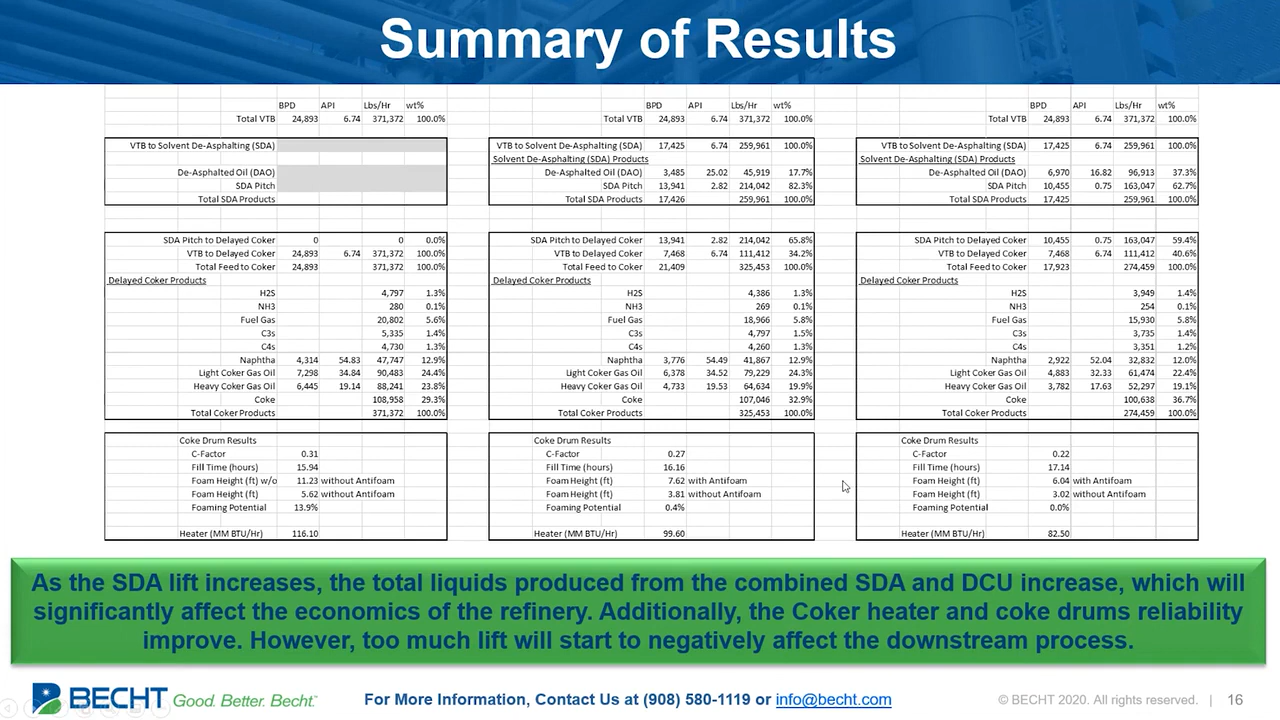 Summary of Results
BPD API Lbs/Hr wt%
Total VTB 24,893 6.74 371,372 100.0%
VTB to Solvent De-Asphalting (SDA)
De-Asphalted Oil (DAO)
SDA Pitch
Total SDA Products
SDA Pitch to Delayed Coker 0 0 0.0%
VTB to Delayed Coker 24,893 6.74 371,372 100.0%
Total Feed to Coker 24,893 371,372 100.0%
Delayed Coker Products
H2S 4,797 1.3%
NH3 280 0.1%
Fuel Gas 20,802 5.6%
C3s 5,335 1.4%
C4s 4,730 1.3%
Naphtha 4,314 54.83 47,747 12.9%
Light Coker Gas Oil 7,298 34.84 90,483 24.4%
Heavy Coker Gas Oil 6,445 19.14 88,241 23.8%
Coke 108,958 29.3%
Total Coker Products 371,372 100.0%
Coke Drum Results
C-Factor 0.31
Fill Time (hours) 15.94
Foam Height (ft) w/o 11.23 without Antifoam
Foam Height (ft) 5.62 without Antifoam
Foaming Potential 13.9%
Heater (MM BTU/Hr) 116.10
BPD API Lbs/Hr wt%
Total VTB 24,893 6.74 371,372 100.0%
VTB to Solvent De-Asphalting (SDA) 17,425 6.74 259,961 100.0%
Solvent De-Asphalting (SDA) Products
De-Asphalted Oil (DAO) 3,485 25.02 45,919 17.7%
SDA Pitch 13,941 2.82 214,042 82.3%
Total SDA Products 17,426 259,961 100.0%
SDA Pitch to Delayed Coker 13,941 2.82 214,042 65.8%
VTB to Delayed Coker 7,468 6.74 111,412 34.2%
Total Feed to Coker 21,409 325,453 100.0%
Delayed Coker Products
H2S 4,386 1.3%
NH3 269 0.1%
Fuel Gas 18,966 5.8%
C3s 4,797 1.5%
C4s 4,260 1.3%
Naphtha 3,776 54.49 41,867 12.9%
Light Coker Gas Oil 6,378 34.52 79,229 24.3%
Heavy Coker Gas Oil 4,733 19.53 64,634 19.9%
Coke 107,046 32.9%
Total Coker Products 325,453 100.0%
Coke Drum Results
C-Factor 0.27
Fill Time (hours) 16.16
Foam Height (ft) 7.62 with Antifoam
Foam Height (ft) 3.81 without Antifoam
Foaming Potential 0.4%
Heater (MM BTU/Hr) 99.60
BPD API Lbs/Hr wt%
Total VTB 24,893 6.74 371,372 100.0%
VTB to Solvent De-Asphalting (SDA) 17,425 6.74 259,961 100.0%
Solvent De-Asphalting (SDA) Products
De-Asphalted Oil (DAO) 6,970 16.82 96,913 37.3%
SDA Pitch 10,455 0.75 163,047 62.7%
Total SDA Products 17,425 259,961 100.0%
SDA Pitch to Delayed Coker 10,455 0.75 163,047 59.4%
VTB to Delayed Coker 7,468 6.74 111,412 40.6%
Total Feed to Coker 17,923 274,459 100.0%
Delayed Coker Products
H2S 3,949 1.4%
NH3 254 0.1%
Fuel Gas 15,930 5.8%
C3s 3,735 1.4%
C4s 3,351 1.2%
Naphtha 2,922 52.04 32,832 12.0%
Light Coker Gas Oil 4,883 32.33 61,474 22.4%
Heavy Coker Gas Oil 3,782 17.63 52,297 19.1%
Coke 100,638 36.7%
Total Coker Products 274,459 100.0%
Coke Drum Results
C-Factor 0.22
Fill Time (hours) 17.14
Foam Height (ft) 6.04 with Antifoam
Foam Height (ft) 3.02 without Antifoam
Foaming Potential 0.0%
Heater (MM BTU/Hr) 82.50
As the SDA lift increases, the total liquids produced from the combined SDA and DCU increase, which will
significantly affect the economics of the refinery. Additionally, the Coker heater and coke drums reliability
improve. However, too much lift will start to negatively affect the downstream process.
BECHT Good. Better. Becht.
For More Information, Contact Us at (908) 580-1119 or info@becht.com
© BECHT 2020. All rights reserved. | 16